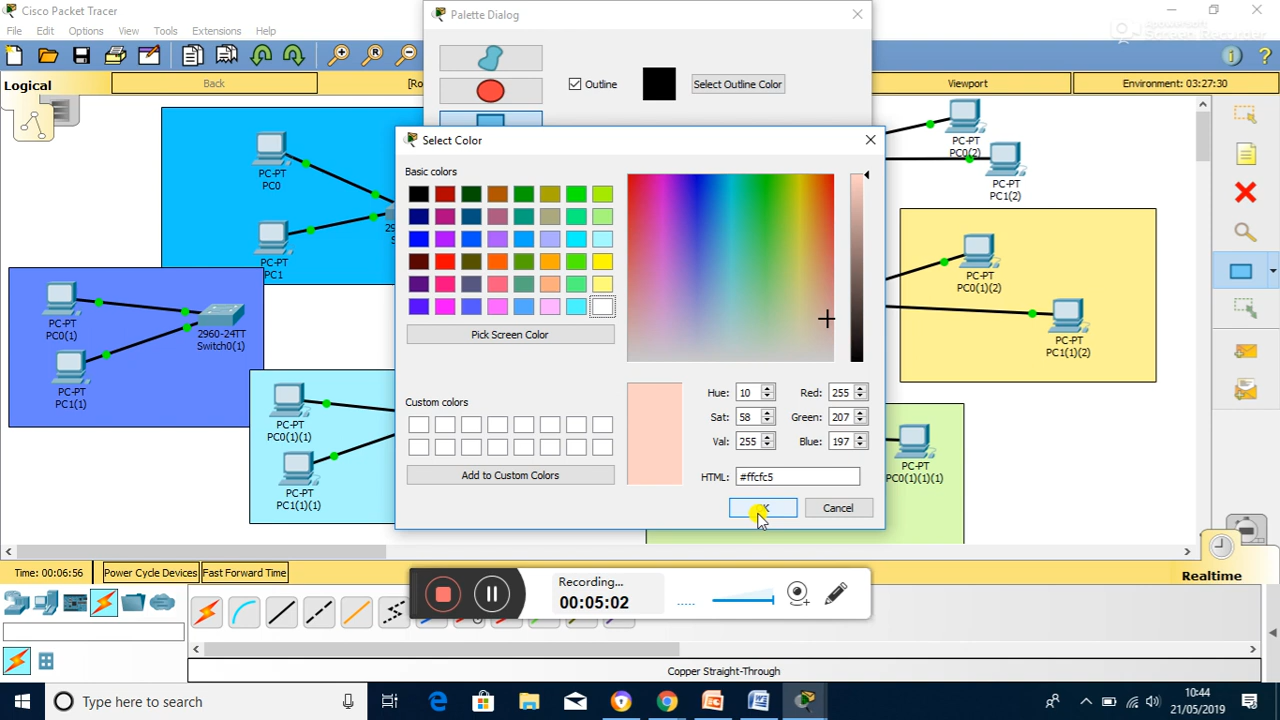 Cisco Packet Tracer
Palette Dialog
File Edit Options View Tools Extensions Help
Apowersoft
Screen Recorder
Outline
Select Outline Color
Logical
Back
[Ro
Viewport
Environment: 03:27:30
Select Color
Basic colors
PC-PT
PC0
PC-PT
PC0(2)
PC-PT
PC1(2)
29
S
PC-PT
PC1
PC-PT
PC0(1)(2)
PC-PT
PC0(1)
2960-24TT
Switch0(1)
PC-PT
PC1(1)(2)
Pick Screen Color
PC-PT
PC1(1)
Hue: 10 Red: 255
Custom colors
Sat: 58 Green: 207
Val: 255 Blue: 197
PC-PT
PC0(1)(1)
PC-PT
PC0(1)(1)(1)
Add to Custom Colors
HTML: #ffcfc5
PC-PT
PC1(1)(1)
Cancel
Time: 00:06:56 Power Cycle Devices Fast Forward Time
Realtime
Recording...
00:05:02
Copper Straight-Through
Type here to search
10:44
21/05/2019